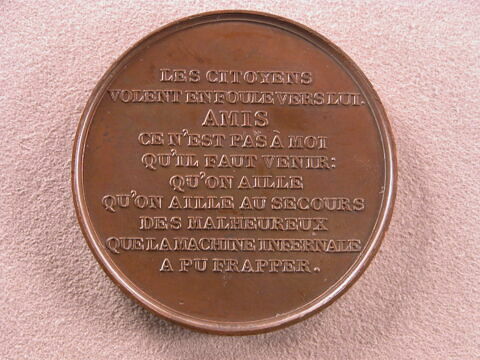 LES CITOYENS
VOLENT EN FOULE VERS LUI.
AMIS
CE N'EST PAS À MOI
QU'IL FAUT VENIR:
QU'ON AILLE
QU'ON AILLE AU SECOURS
DES MALHEUREUX
QUE LA MACHINE INFERNALE
A PU FRAPPER.